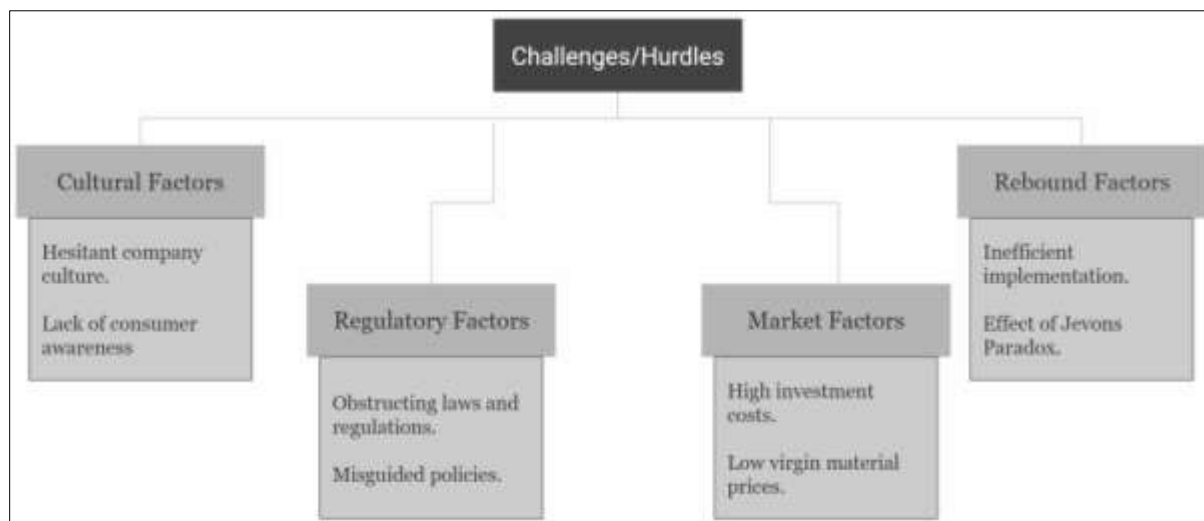 Challenges/Hurdles
Cultural Factors
Hesitant company
culture.
Lack of consumer
awareness
Regulatory Factors
Obstructing laws and
regulations.
Misguided policies.
Market Factors
High investment
costs.
Low virgin material
prices.
Rebound Factors
Inefficient
implementation.
Effect of Jevons
Paradox.